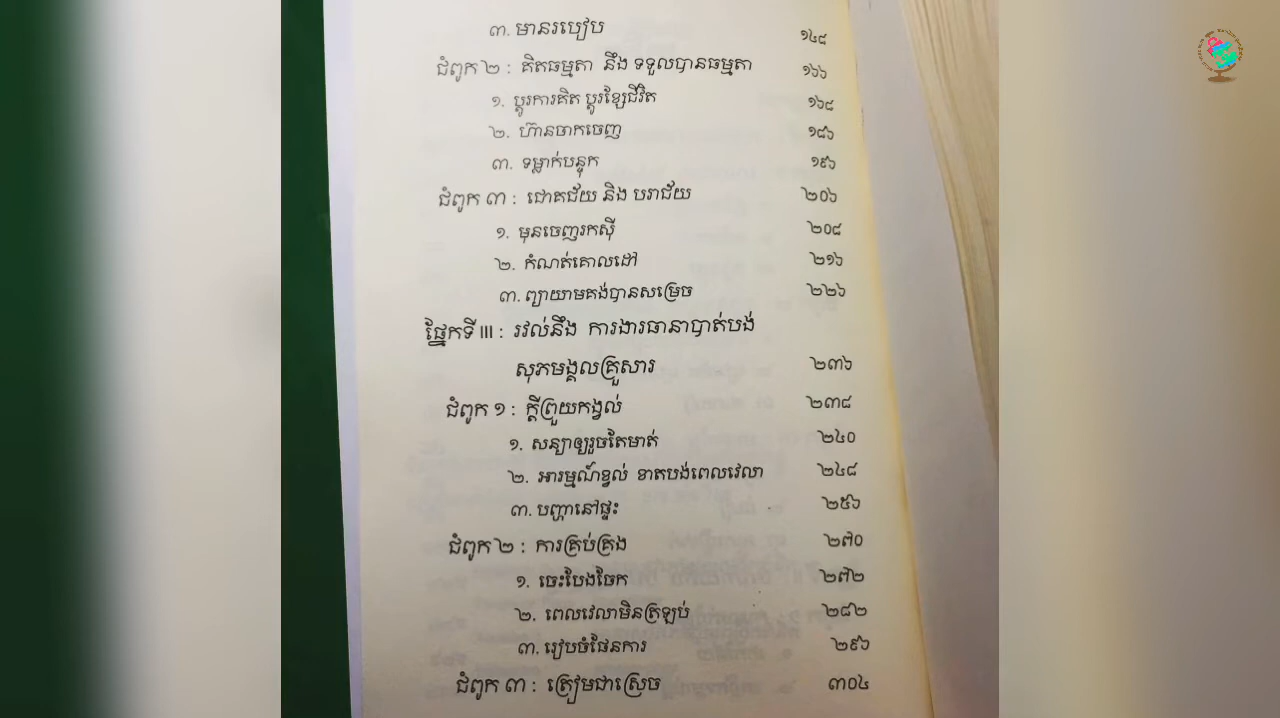 ៣. មានរបៀប ១៤៨
ជំពូក ២ : គិតធម្មតា នឹង ទទួលបានធម្មតា ១៦៦
១. ប្ដូរការគិត ប្ដូរខ្សែជីវិត ១៦៨
២. ហ៊ានចាកចេញ ១៨៦
៣. ទម្លាក់បន្ទុក ១៩៦
ជំពូក ៣ : ជោគជ័យ និង បរាជ័យ ២០៦
១. មុនចេញរកស៊ី ២០៨
២. កំណត់គោលដៅ ២១៦
៣. ព្យាយាមគង់បានសម្រេច ២២៦
ផ្នែកទី III : រវល់នឹង ការងារធានាបាត់បង់
សុភមង្គលគ្រួសារ ២៣៦
ជំពូក ១ : ក្ដីព្រួយកង្វល់ ២៣៨
១. សន្យាឲ្យរួចតែមាត់ ២៤០
២. អារម្មណ៍ខ្វល់ ខាតបង់ពេលវេលា ២៤៨
៣. បញ្ហានៅផ្ទះ ២៥៦
ជំពូក ២ : ការគ្រប់គ្រង ២៧០
១. ចេះបែងចែក ២៧២
២. ពេលវេលាមិនត្រឡប់ ២៨២
៣. រៀបចំផែនការ ២៩៦
ជំពូក ៣ : ត្រៀមជាស្រេច ៣០៤